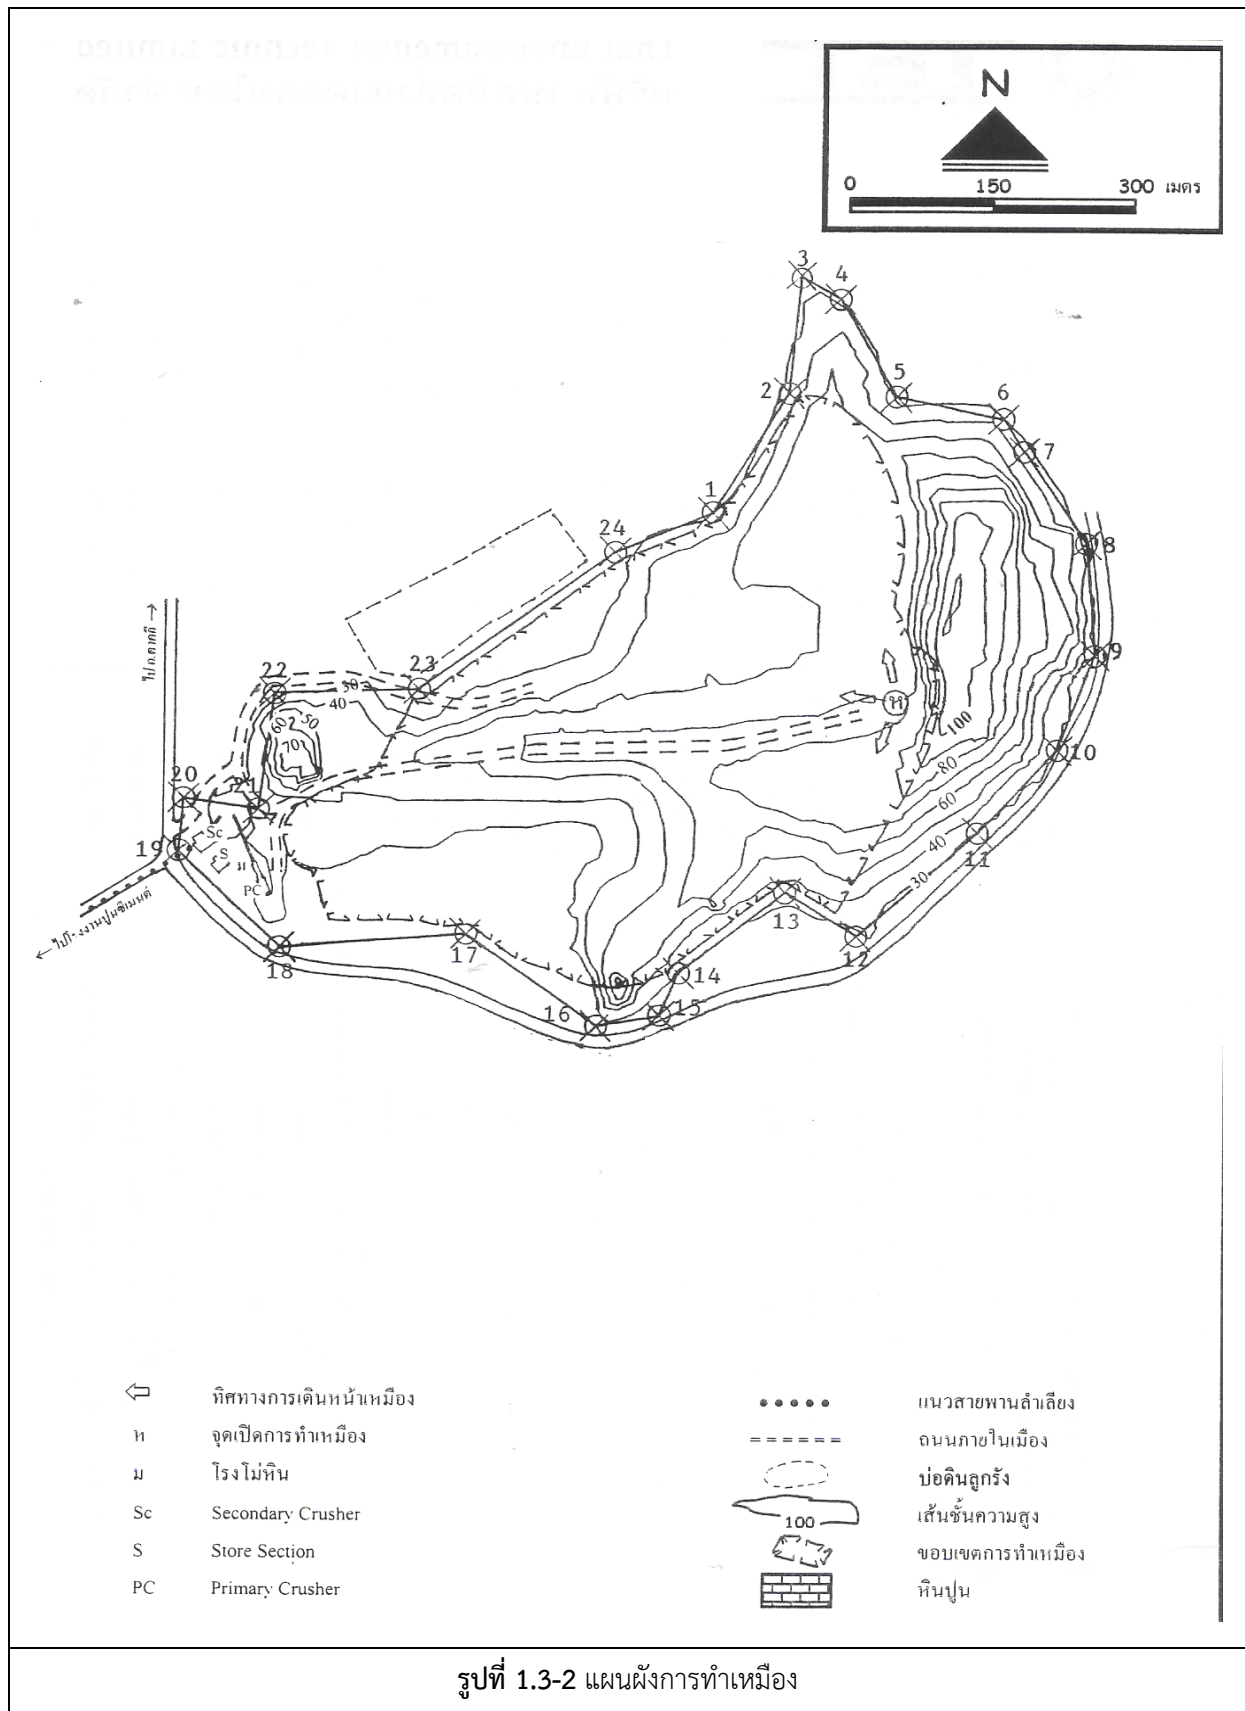 N
0 150 300 เมตร
3
4
2
5
6
7
1
24
8
9
22
23
30
40
60
50
70
ห
100
10
80
60
20
21
40
11
30
19
Sc
S
ม
PC
13
12
17
18
14
16
15
← ไปโรงงานปูนซิเมนต์
ทิศทางการเดินหน้าเหมือง
ห จุดเปิดการทำเหมือง
ม โรงโม่หิน
Sc Secondary Crusher
S Store Section
PC Primary Crusher
แนวสายพานลำเลียง
ถนนภายในเมือง
บ่อดินลูกรัง
100 เส้นชั้นความสูง
ขอบเขตการทำเหมือง
หินปูน
รูปที่ 1.3-2 แผนผังการทำเหมือง